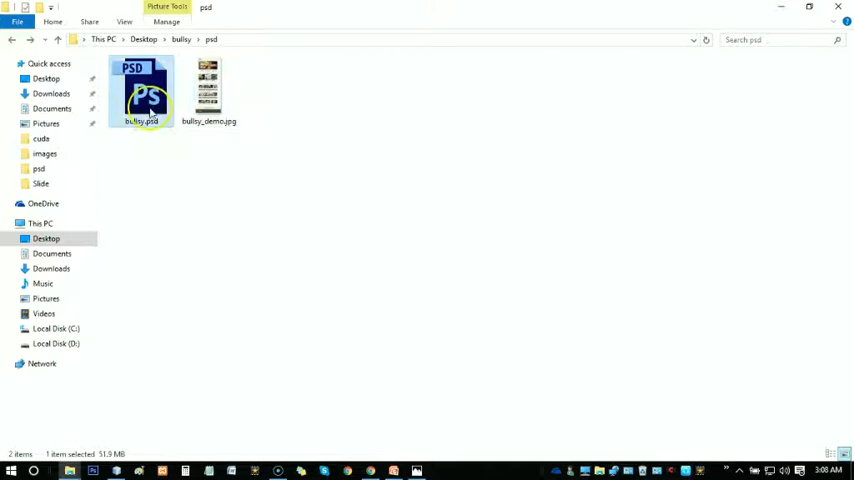 Picture Tools psd
File Home Share View Manage
This PC Desktop bullsy psd Search psd
Quick access
Desktop
Downloads
Documents
Pictures
cuda
images
psd
Slide
OneDrive
This PC
Desktop
Documents
Downloads
Music
Pictures
Videos
Local Disk (C:)
Local Disk (D:)
Network
PSD
Ps
bullsy.psd bullsy_demo.jpg
2 items 1 item selected 51.9 MB
3:08 AM